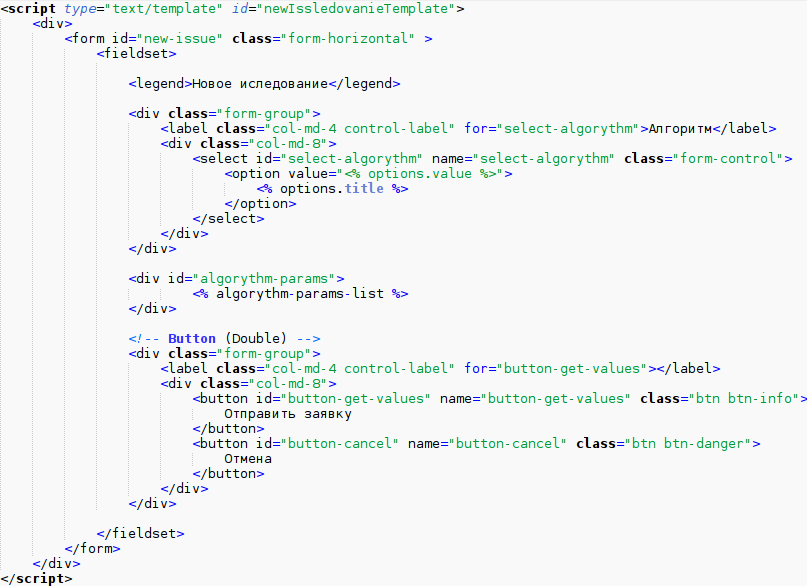 <script type="text/template" id="newIssledovanieTemplate">
    <div>
        <form id="new-issue" class="form-horizontal" >
            <fieldset>

                <legend>Новое иследование</legend>

                <div class="form-group">
                    <label class="col-md-4 control-label" for="select-algorythm">Алгоритм</label>
                    <div class="col-md-8">
                        <select id="select-algorythm" name="select-algorythm" class="form-control">
                            <option value="<% options.value %>">
                                <% options.title %>
                            </option>
                        </select>
                    </div>
                </div>

                <div id="algorythm-params">
                        <% algorythm-params-list %>
                </div>

                <!-- Button (Double) -->
                <div class="form-group">
                    <label class="col-md-4 control-label" for="button-get-values"></label>
                    <div class="col-md-8">
                        <button id="button-get-values" name="button-get-values" class="btn btn-info">
                            Отправить заявку
                        </button>
                        <button id="button-cancel" name="button-cancel" class="btn btn-danger">
                            Отмена
                        </button>
                    </div>
                </div>

            </fieldset>
        </form>
    </div>
</script>